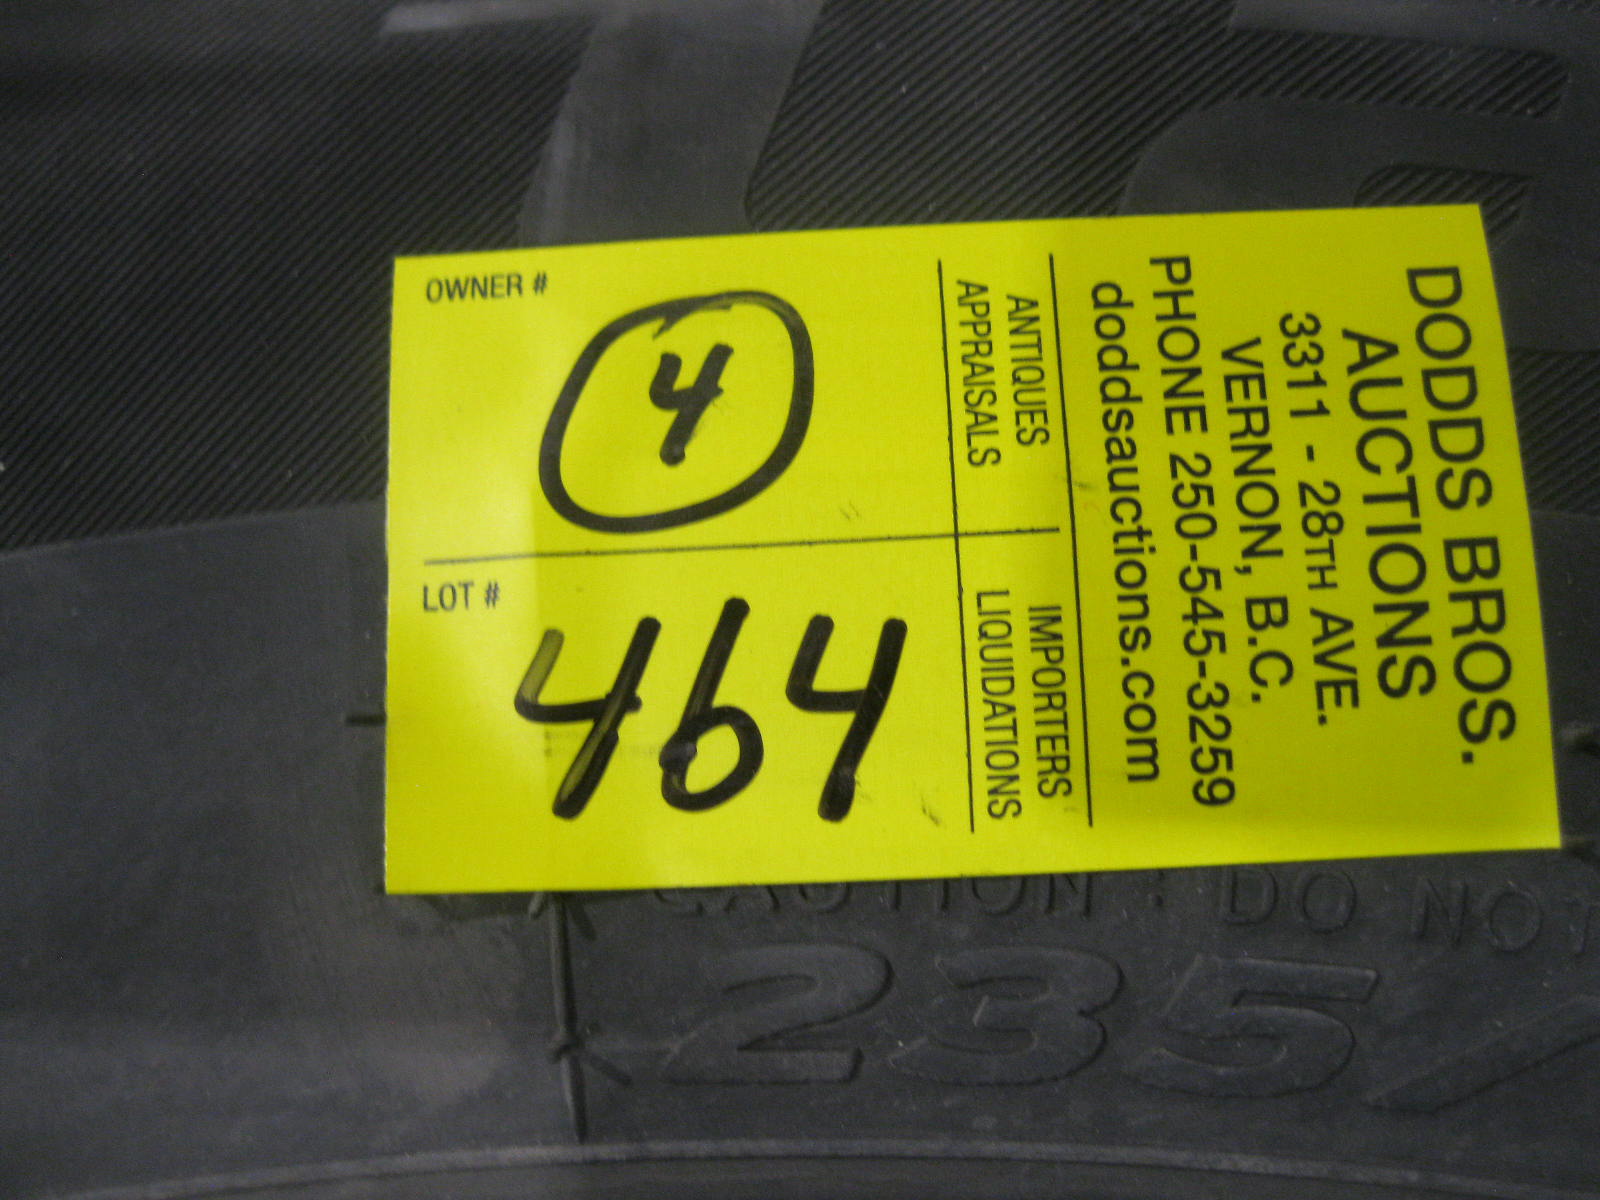 DODDS BROS.
AUCTIONS
3311 - 28TH AVE.
VERNON, B.C.
PHONE 250-545-3259
doddsauctions.com
ANTIQUES IMPORTERS
APPRAISALS LIQUIDATIONS
OWNER #
4
LOT #
464
CAUTION : DO NOT
235/